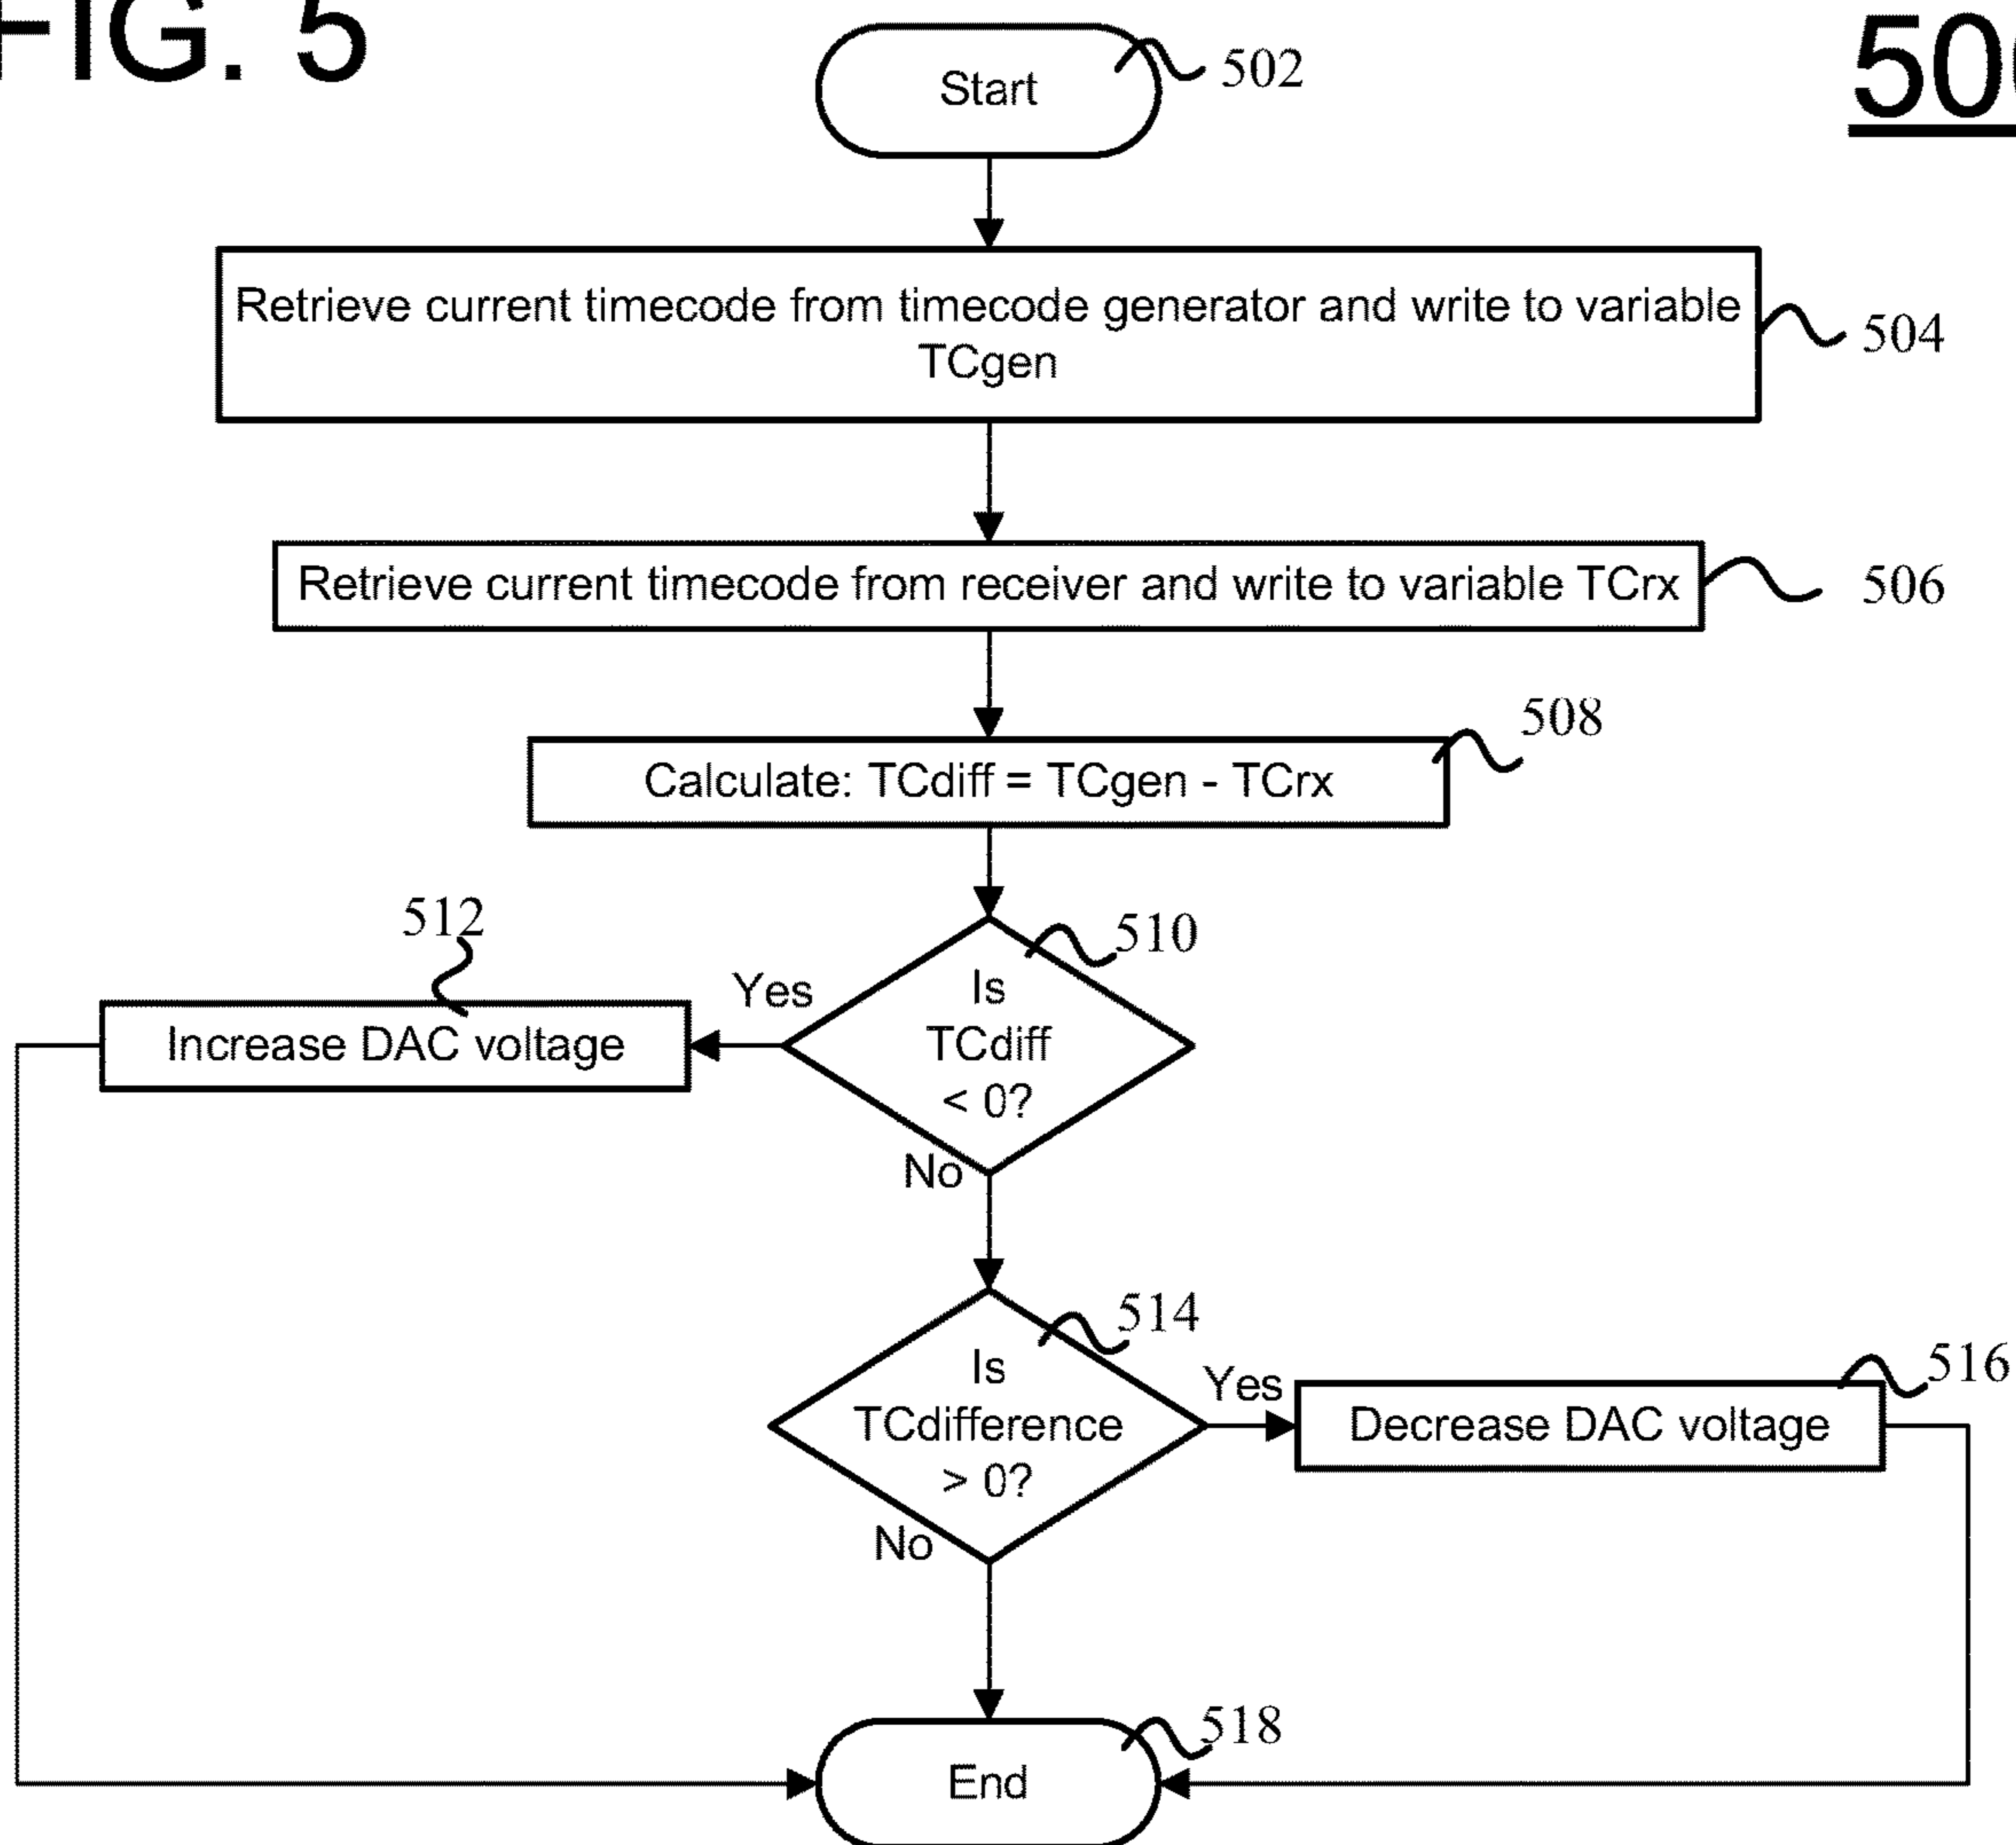 FIG. 5
500
Start
502
Retrieve current timecode from timecode generator and write to variable
TCgen
504
Retrieve current timecode from receiver and write to variable TCrx
506
508
Calculate: TCdiff = TCgen - TCrx
512
510
Yes
Is
TCdiff
< 0?
Increase DAC voltage
No
514
516
Is
TCdifference
> 0?
Yes
Decrease DAC voltage
No
518
End